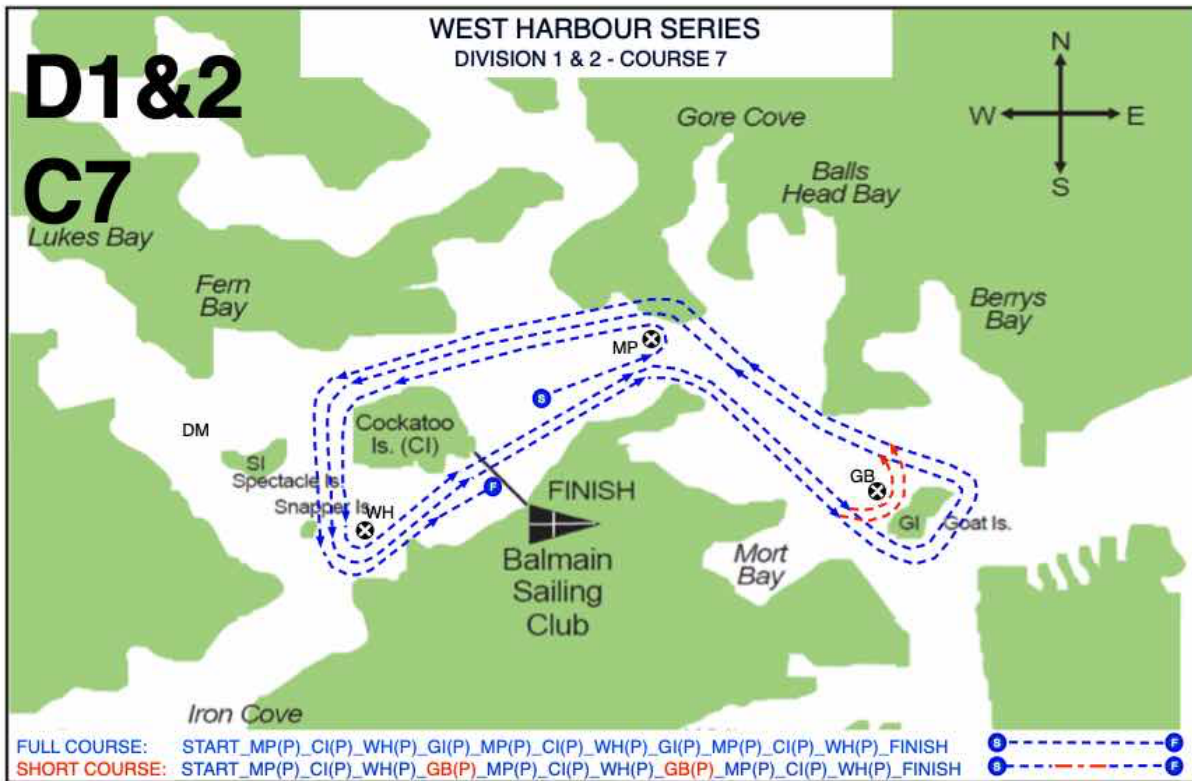 WEST HARBOUR SERIES
DIVISION 1 & 2 - COURSE 7
D1&2
C7
N
W
E
S
Gore Cove
Balls
Head Bay
Lukes Bay
Fern
Bay
Berrys
Bay
MP
S
DM
Cockatoo
Is. (CI)
SI
Spectacle Is.
Snapper Is.
WH
F
FINISH
GB
GI
Goat Is.
Balmain
Sailing
Club
Mort
Bay
Iron Cove
FULL COURSE: START_MP(P)_CI(P)_WH(P)_GI(P)_MP(P)_CI(P)_WH(P)_GI(P)_MP(P)_CI(P)_WH(P)_FINISH S F
SHORT COURSE: START_MP(P)_CI(P)_WH(P)_GB(P)_MP(P)_CI(P)_WH(P)_GB(P)_MP(P)_CI(P)_WH(P)_FINISH S F